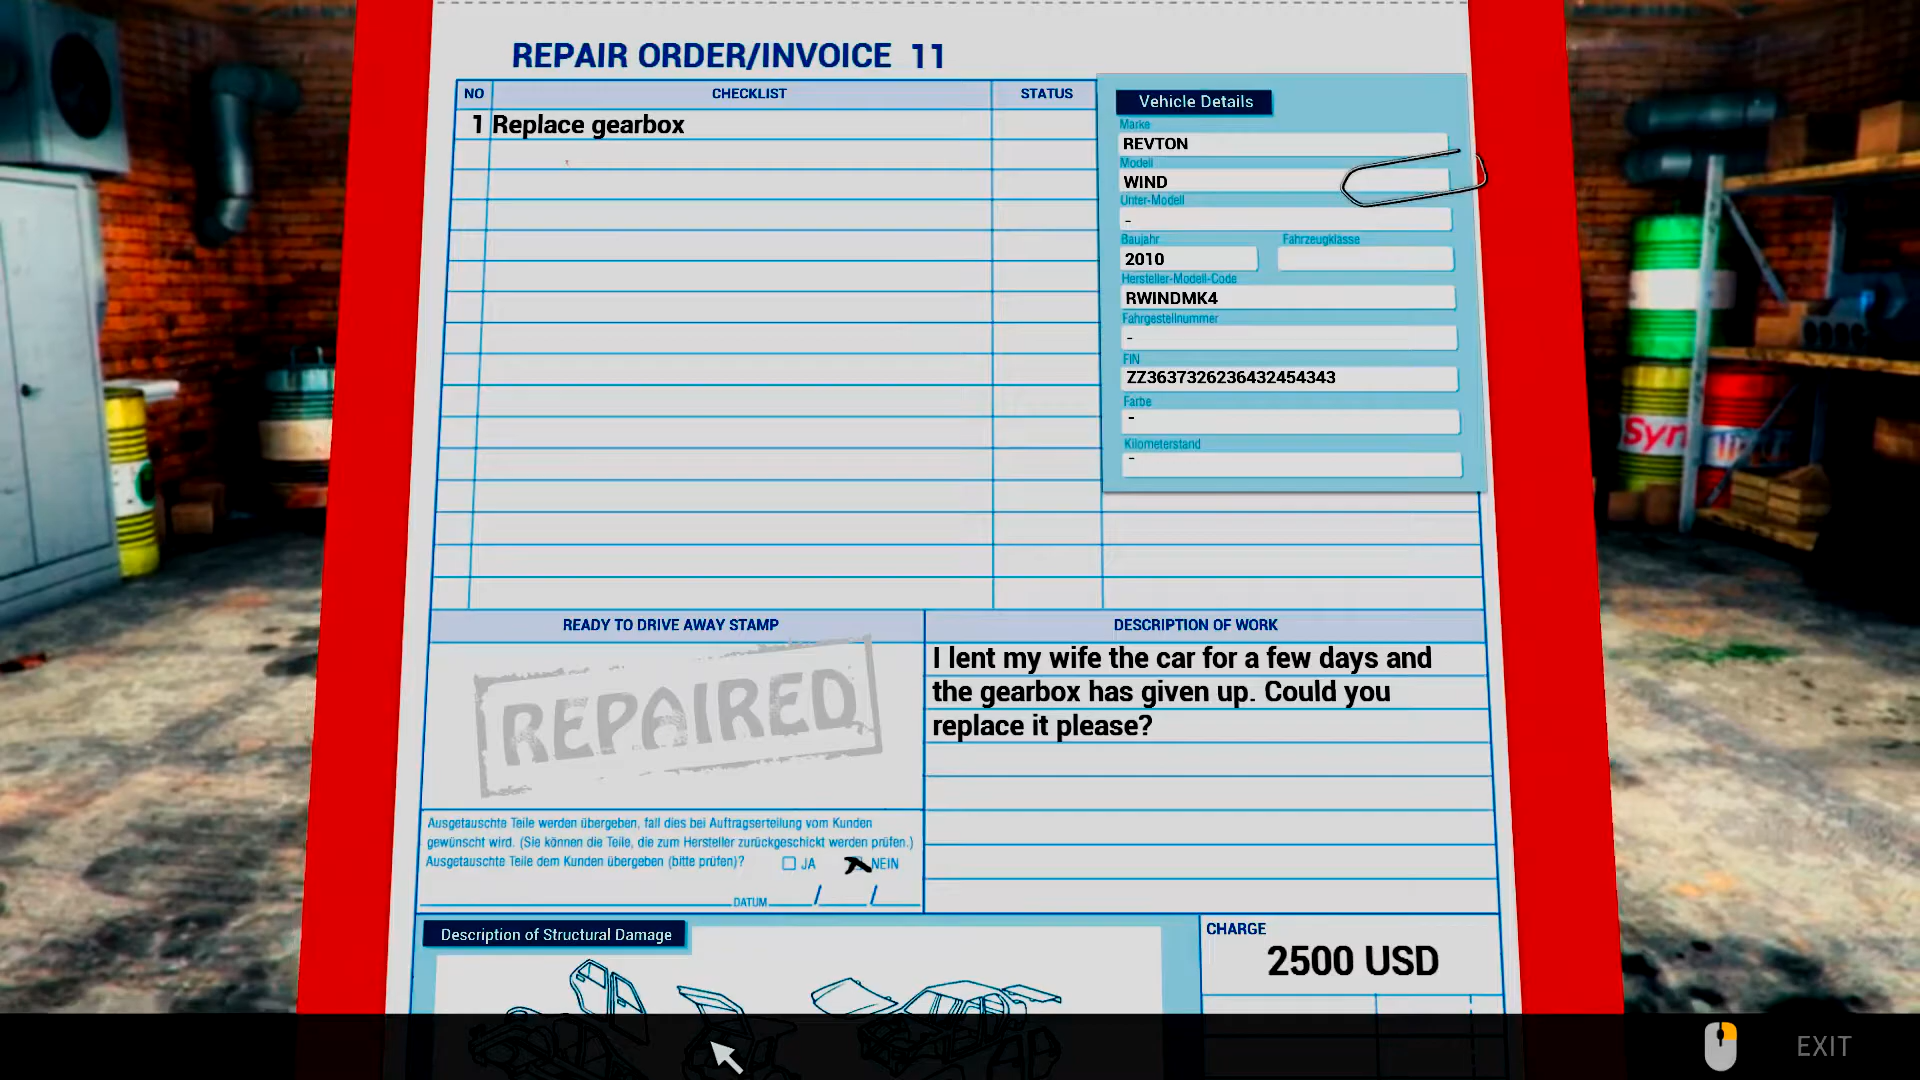 REPAIR ORDER/INVOICE 11
NO CHECKLIST STATUS
1 Replace gearbox
Vehicle Details
Marke
REVTON
Modell
WIND
Unter-Modell
-
Baujahr Fahrzeugklasse
2010
Hersteller-Modell-Code
RWINDMK4
Fahrgestellnummer
-
FIN
ZZ3637326236432454343
Farbe
-
Kilometerstand
-
READY TO DRIVE AWAY STAMP
REPAIRED
DESCRIPTION OF WORK
I lent my wife the car for a few days and
the gearbox has given up. Could you
replace it please?
Ausgetauschte Teile werden übergeben, fall dies bei Auftragserteilung vom Kunden
gewünscht wird. (Sie können die Teile, die zum Hersteller zurückgeschickt werden prüfen.)
Ausgetauschte Teile dem Kunden übergeben (bitte prüfen)? JA NEIN
DATUM / /
Description of Structural Damage
CHARGE
2500 USD
EXIT